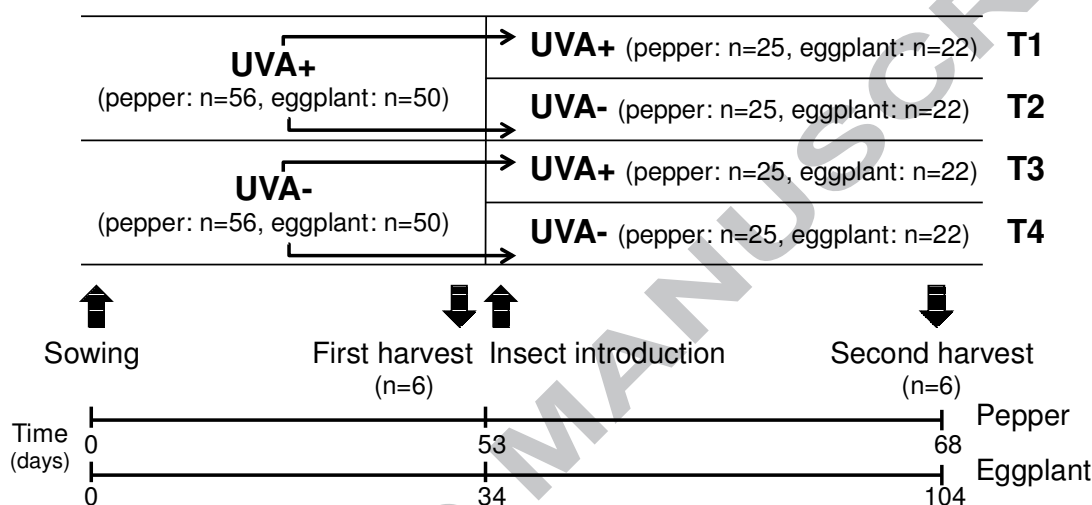 UVA+ (pepper: n=25, eggplant: n=22) T1
UVA+
(pepper: n=56, eggplant: n=50)
UVA- (pepper: n=25, eggplant: n=22) T2
UVA+ (pepper: n=25, eggplant: n=22) T3
UVA-
(pepper: n=56, eggplant: n=50)
UVA- (pepper: n=25, eggplant: n=22) T4
Sowing First harvest Insect introduction Second harvest
(n=6) (n=6)
Pepper
Time
(days)
0 53 68
Eggplant
0 34 104
MANUSCR